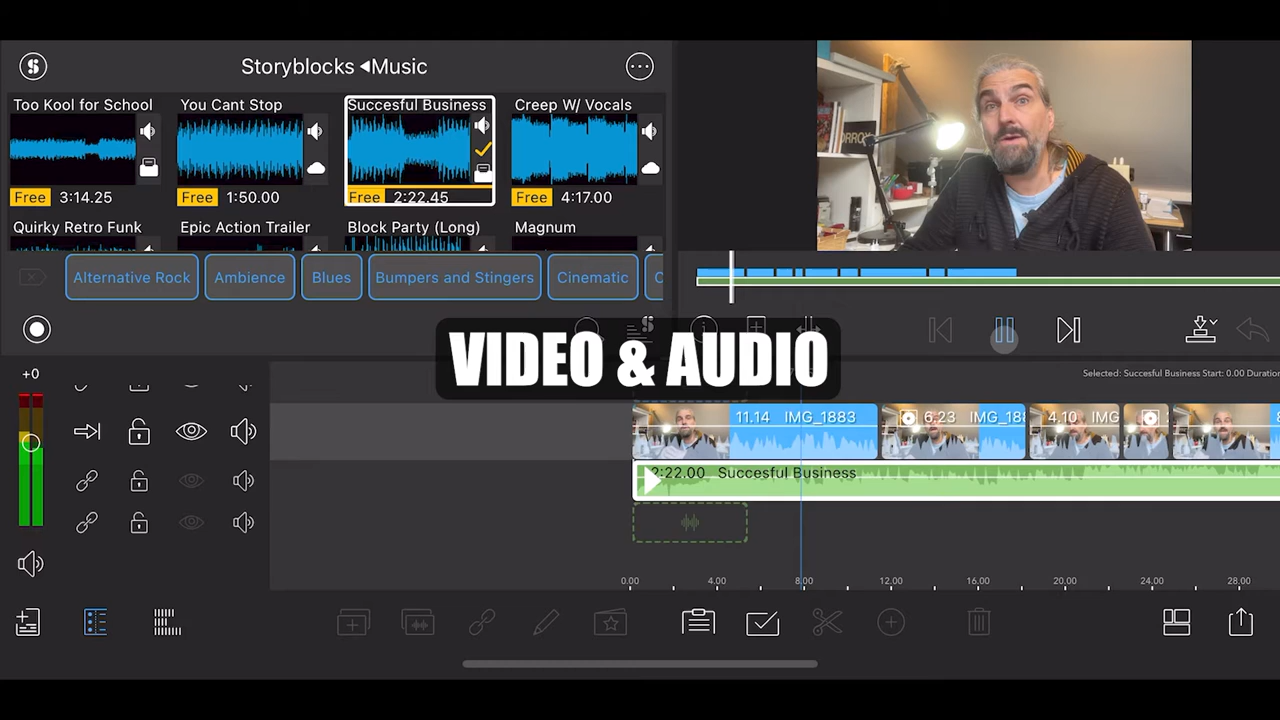 Storyblocks ◀Music
Too Kool for School
You Cant Stop
Succesful Business
Creep W/ Vocals
Free 3:14.25
Free 1:50.00
Free 2:22.45
Free 4:17.00
Quirky Retro Funk
Epic Action Trailer
Block Party (Long)
Magnum
Alternative Rock
Ambience
Blues
Bumpers and Stingers
Cinematic
C
VIDEO & AUDIO
+0
Selected: Succesful Business Start: 0.00 Duratio
11.14 IMG_1883
6.23 IMG_188
4.10 IMG
2:22.00 Succesful Business
0.00 4.00 8.00 12.00 16.00 20.00 24.00 28.00